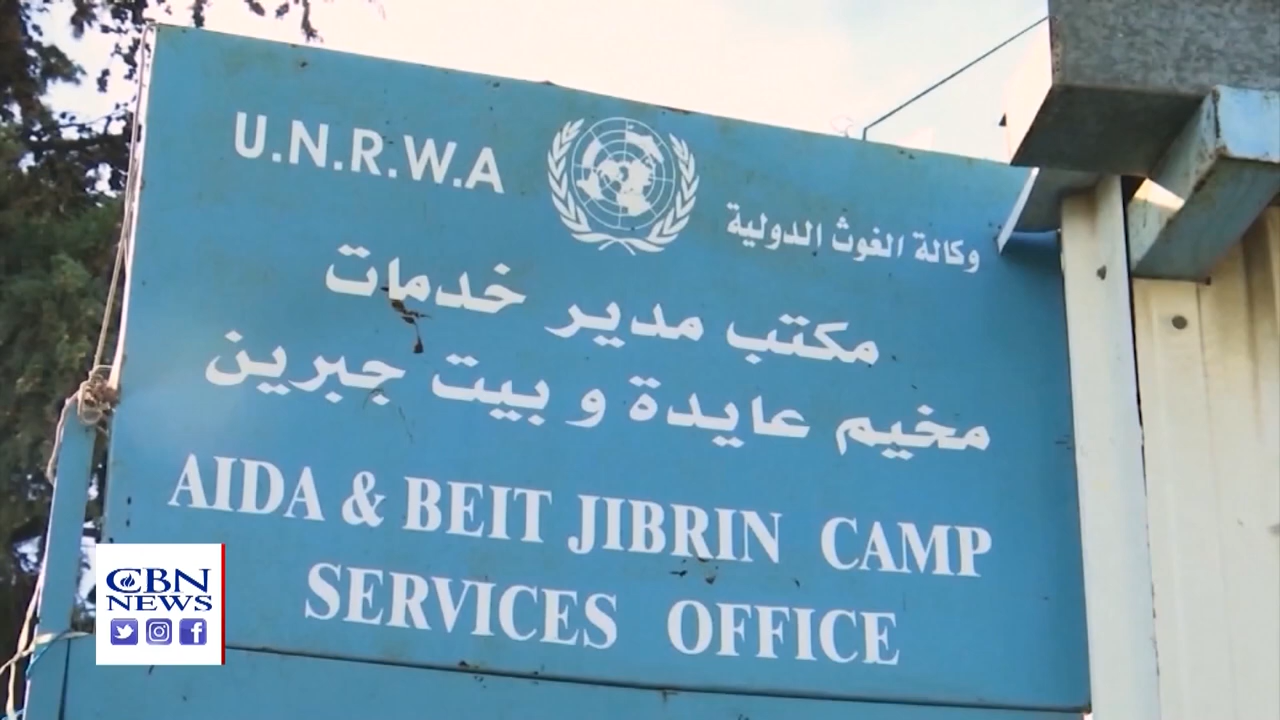 U.N.R.W.A
وكالة الغوث الدولية
مكتب مدير خدمات
مخيم عايدة و بيت جبرين
AIDA & BEIT JIBRIN CAMP
SERVICES OFFICE
CBN
NEWS